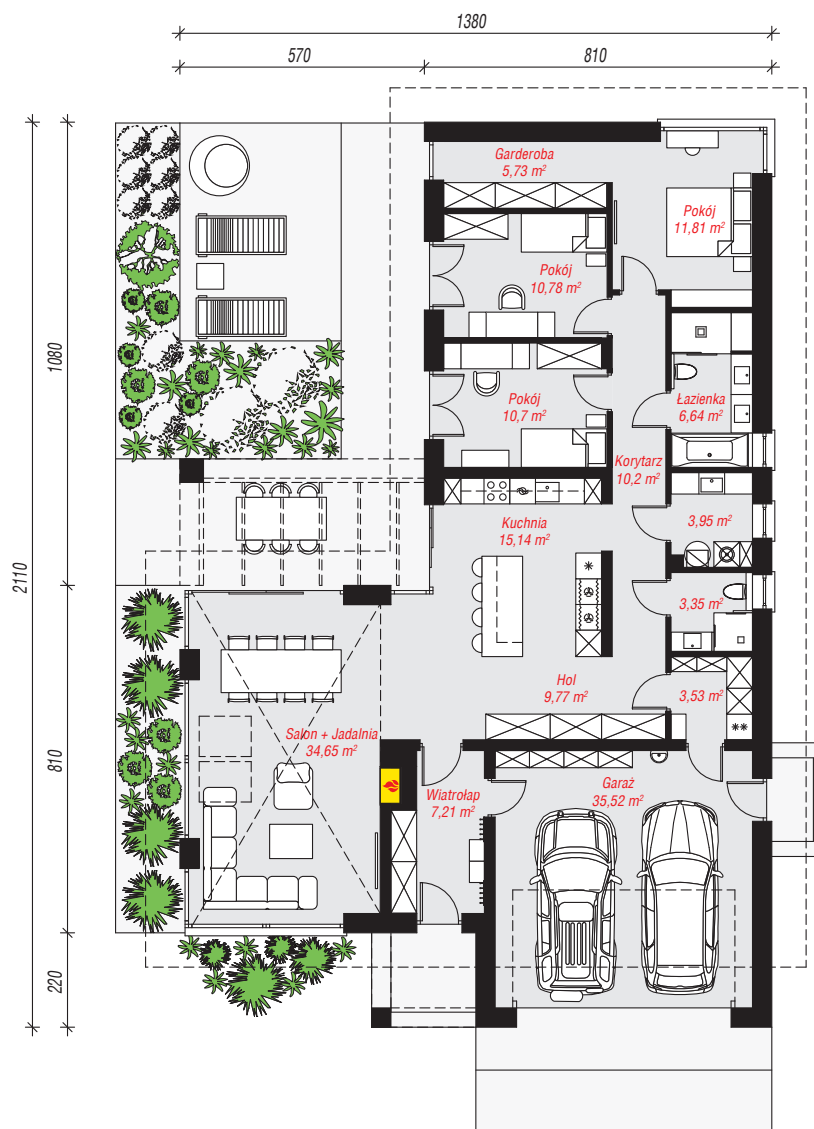 1380
570
810
Garderoba
5,73 m²
Pokój
11,81 m²
Pokój
10,78 m²
1080
Pokój
10,7 m²
Łazienka
6,64 m²
Korytarz
10,2 m²
Kuchnia
15,14 m²
3,95 m²
2110
3,35 m²
Hol
9,77 m²
3,53 m²
Salon + Jadalnia
34,65 m²
810
Wiatrołap
7,21 m²
Garaż
35,52 m²
220